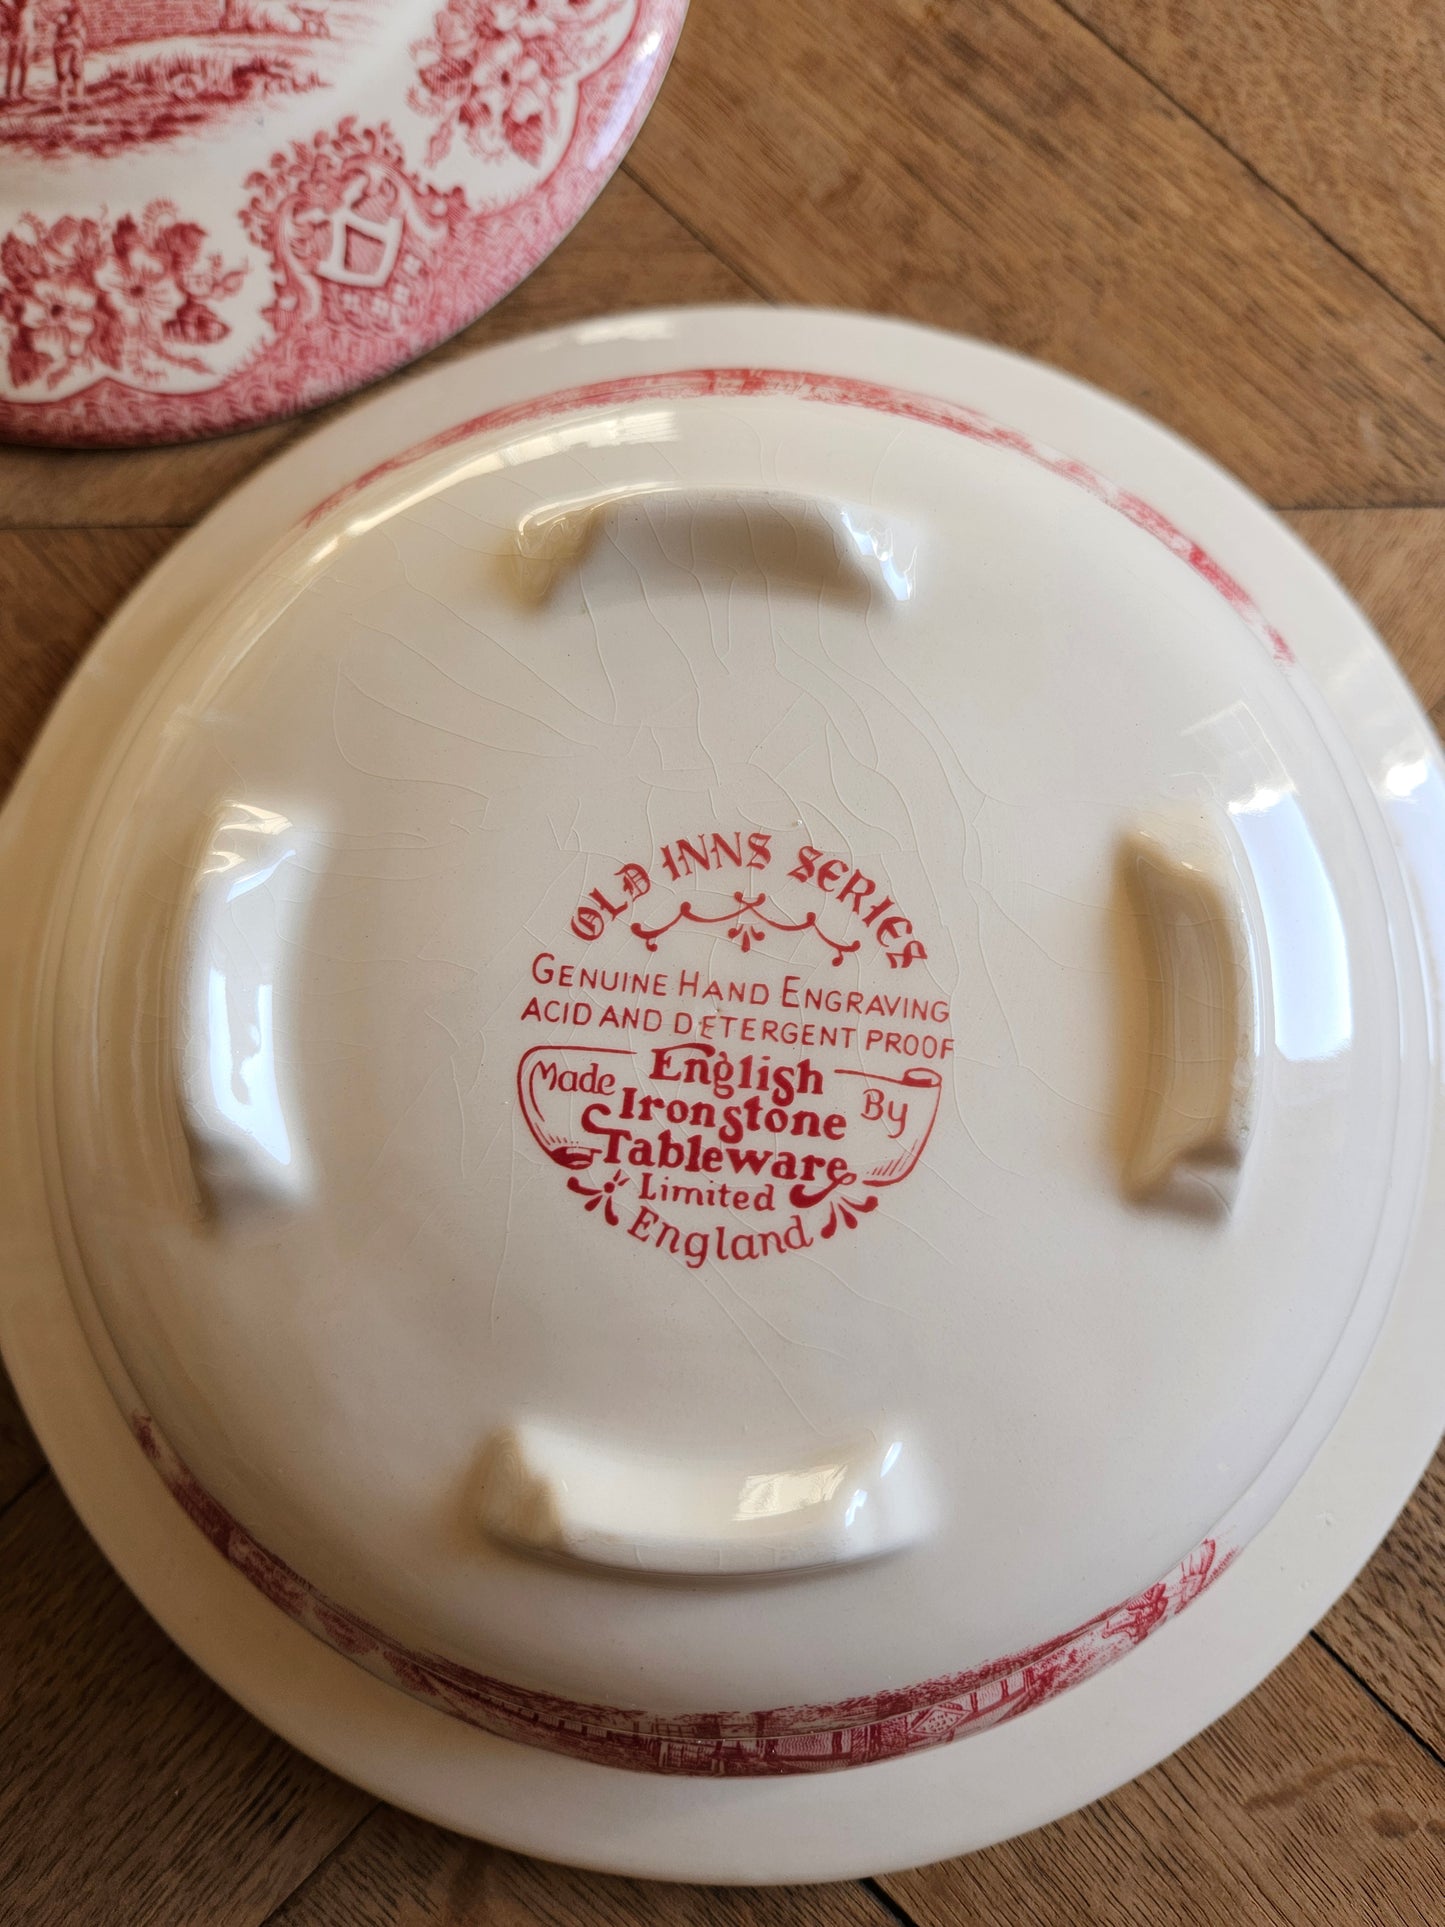 OLD INNS SERIES
GENUINE HAND ENGRAVING
ACID AND DETERGENT PROOF
Made English By
Ironstone
Tableware
Limited
England